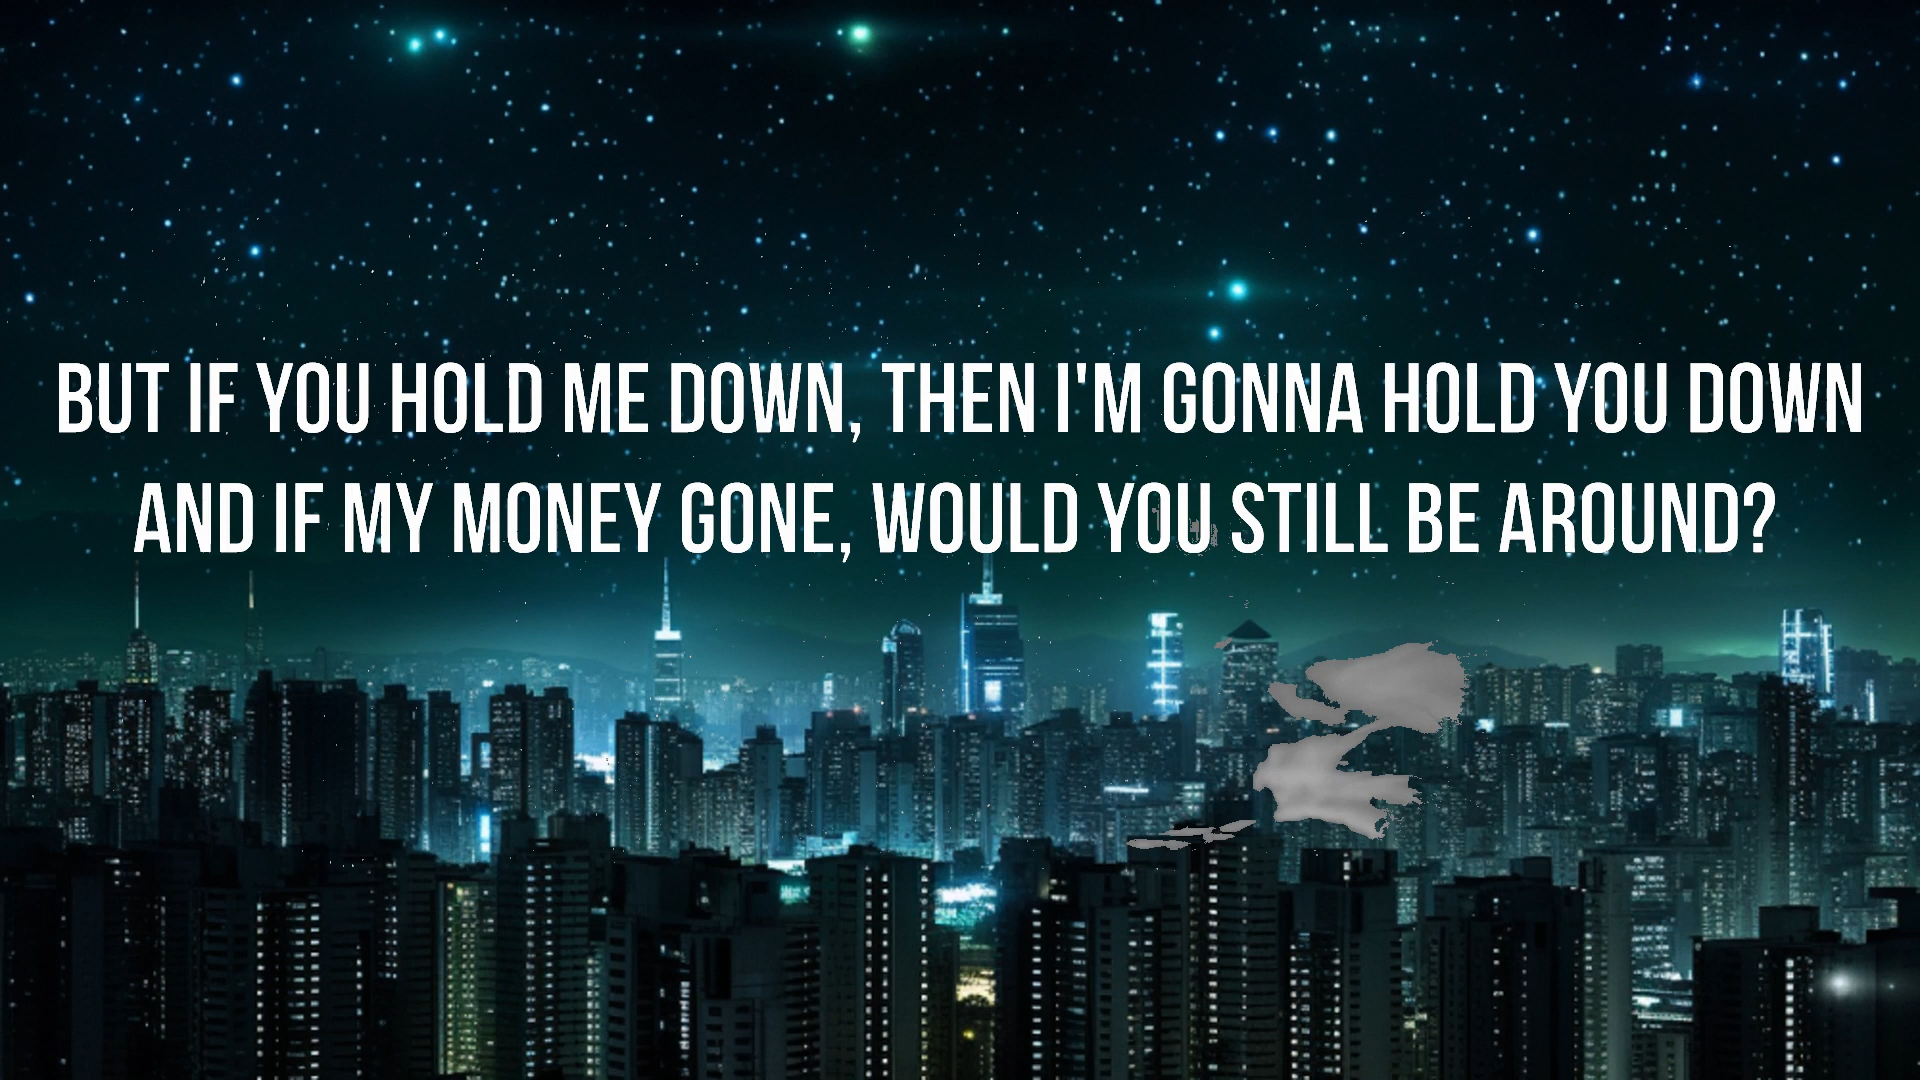 BUT IF YOU HOLD ME DOWN, THEN I'M GONNA HOLD YOU DOWN
AND IF MY MONEY GONE, WOULD YOU STILL BE AROUND?